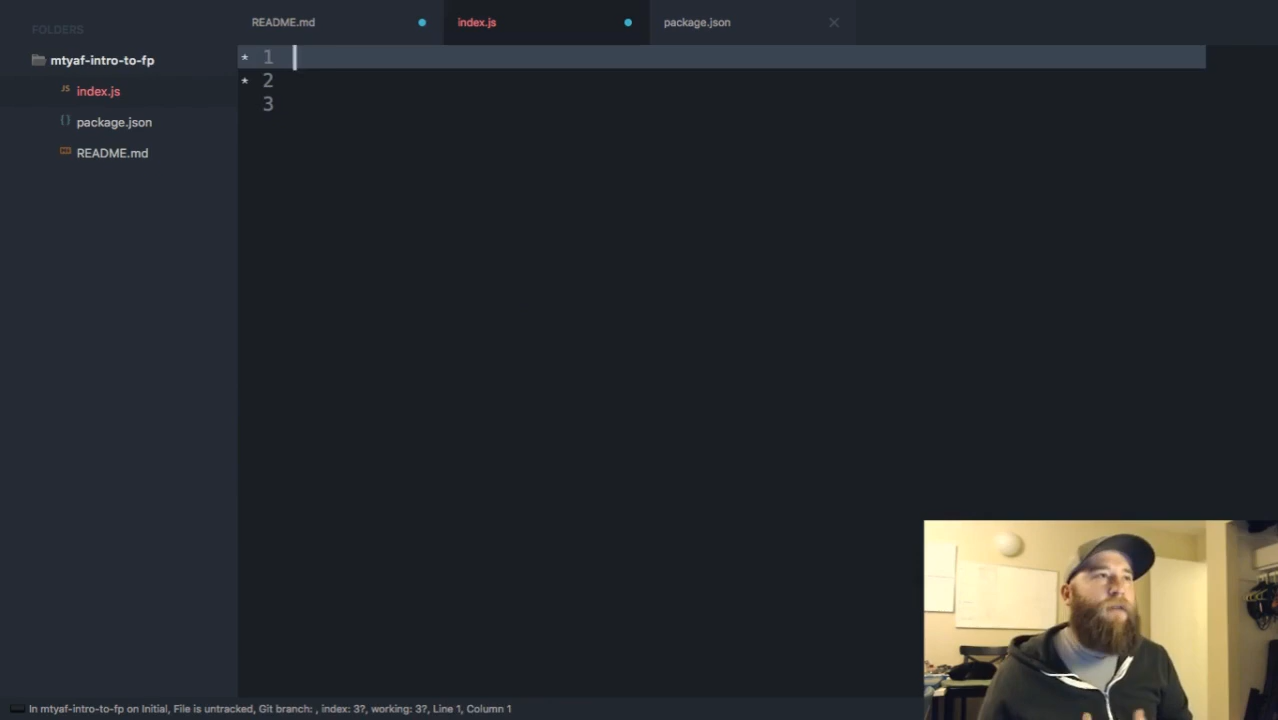 FOLDERS
mtyaf-intro-to-fp
JS index.js
{} package.json
README.md
README.md
index.js
package.json
* 1
* 2
3
In mtyaf-intro-to-fp on Initial, File is untracked, Git branch: , index: 3?, working: 3?, Line 1, Column 1